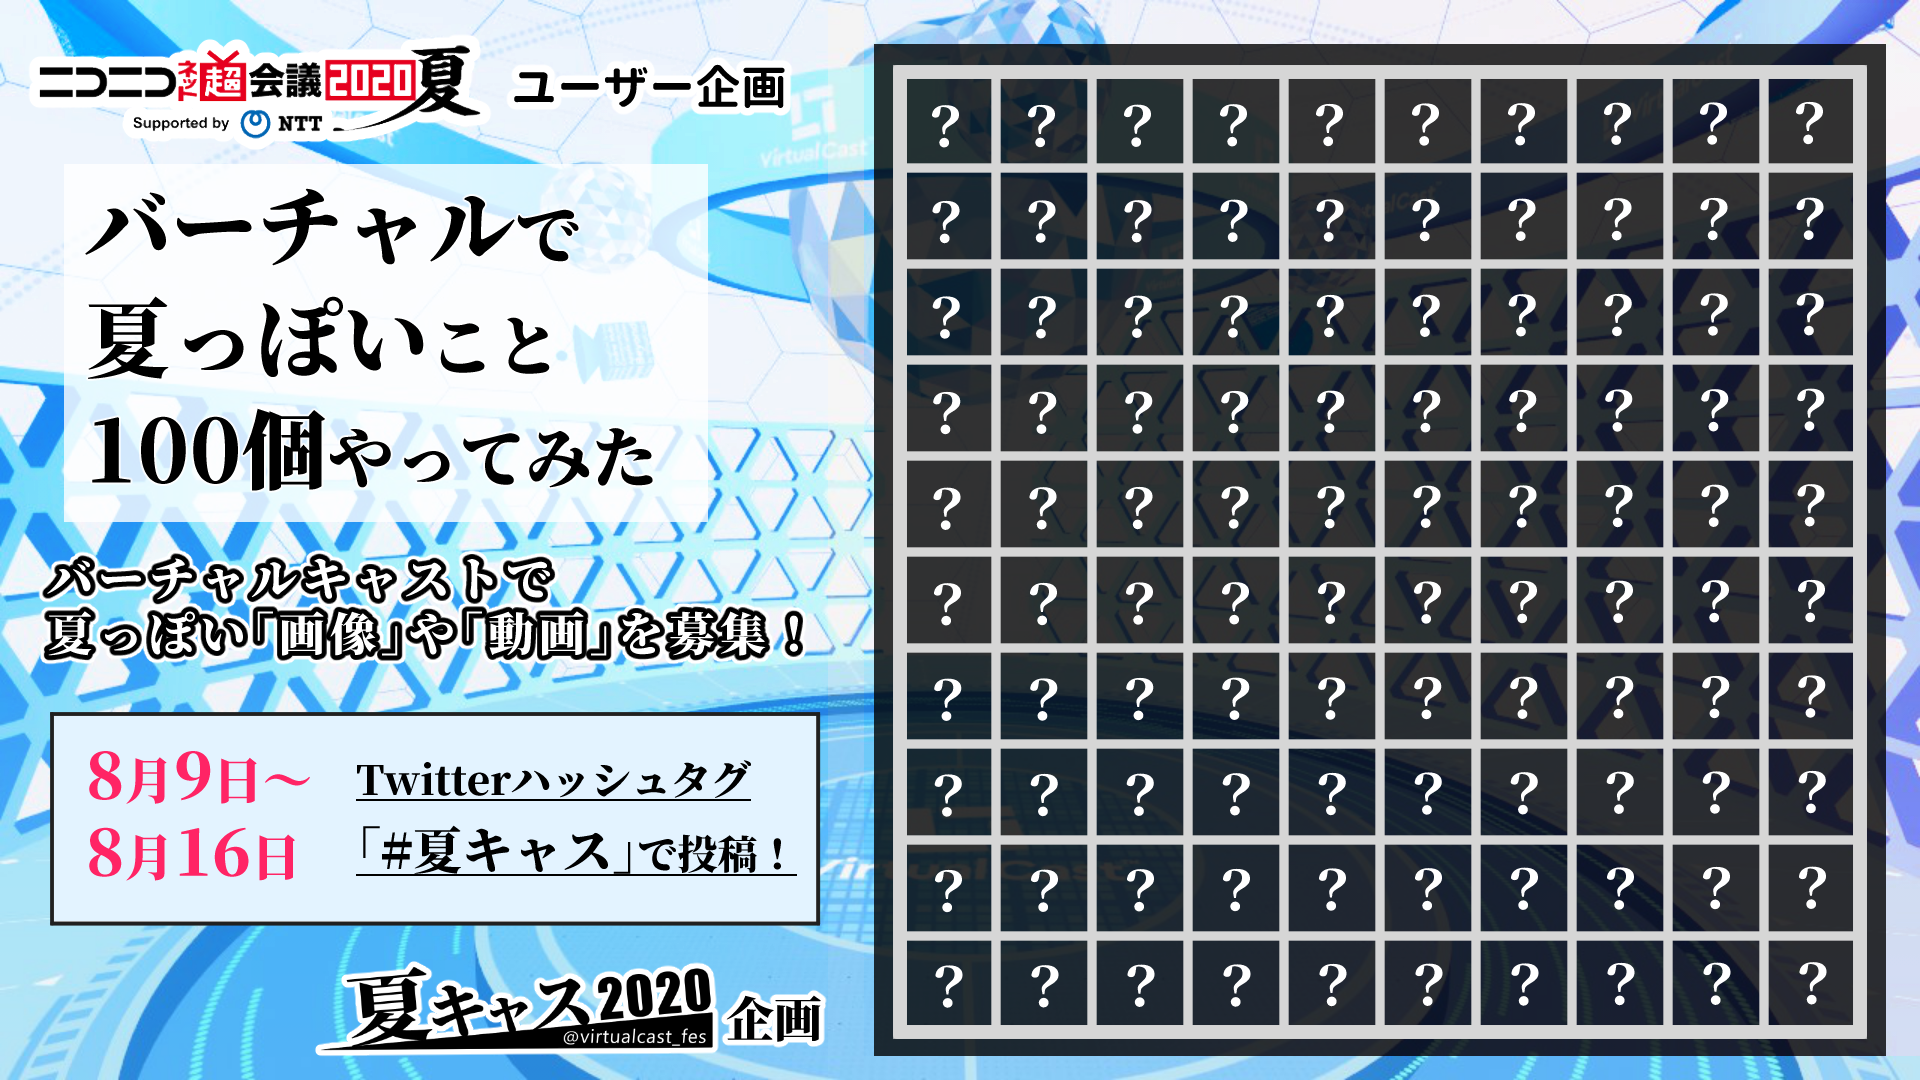 ニコニコネット超会議2020夏
Supported by NTT
ユーザー企画
バーチャルで
夏っぽいこと
100個やってみた
バーチャルキャストで
夏っぽい「画像」や「動画」を募集！
8月9日～
8月16日
Twitterハッシュタグ
「#夏キャス」で投稿！
夏キャス2020
@virtualcast_fes
企画
VirtualCast
? ? ? ? ? ? ? ? ? ?
? ? ? ? ? ? ? ? ? ?
? ? ? ? ? ? ? ? ? ?
? ? ? ? ? ? ? ? ? ?
? ? ? ? ? ? ? ? ? ?
? ? ? ? ? ? ? ? ? ?
? ? ? ? ? ? ? ? ? ?
? ? ? ? ? ? ? ? ? ?
? ? ? ? ? ? ? ? ? ?
? ? ? ? ? ? ? ? ? ?
VirtualCast